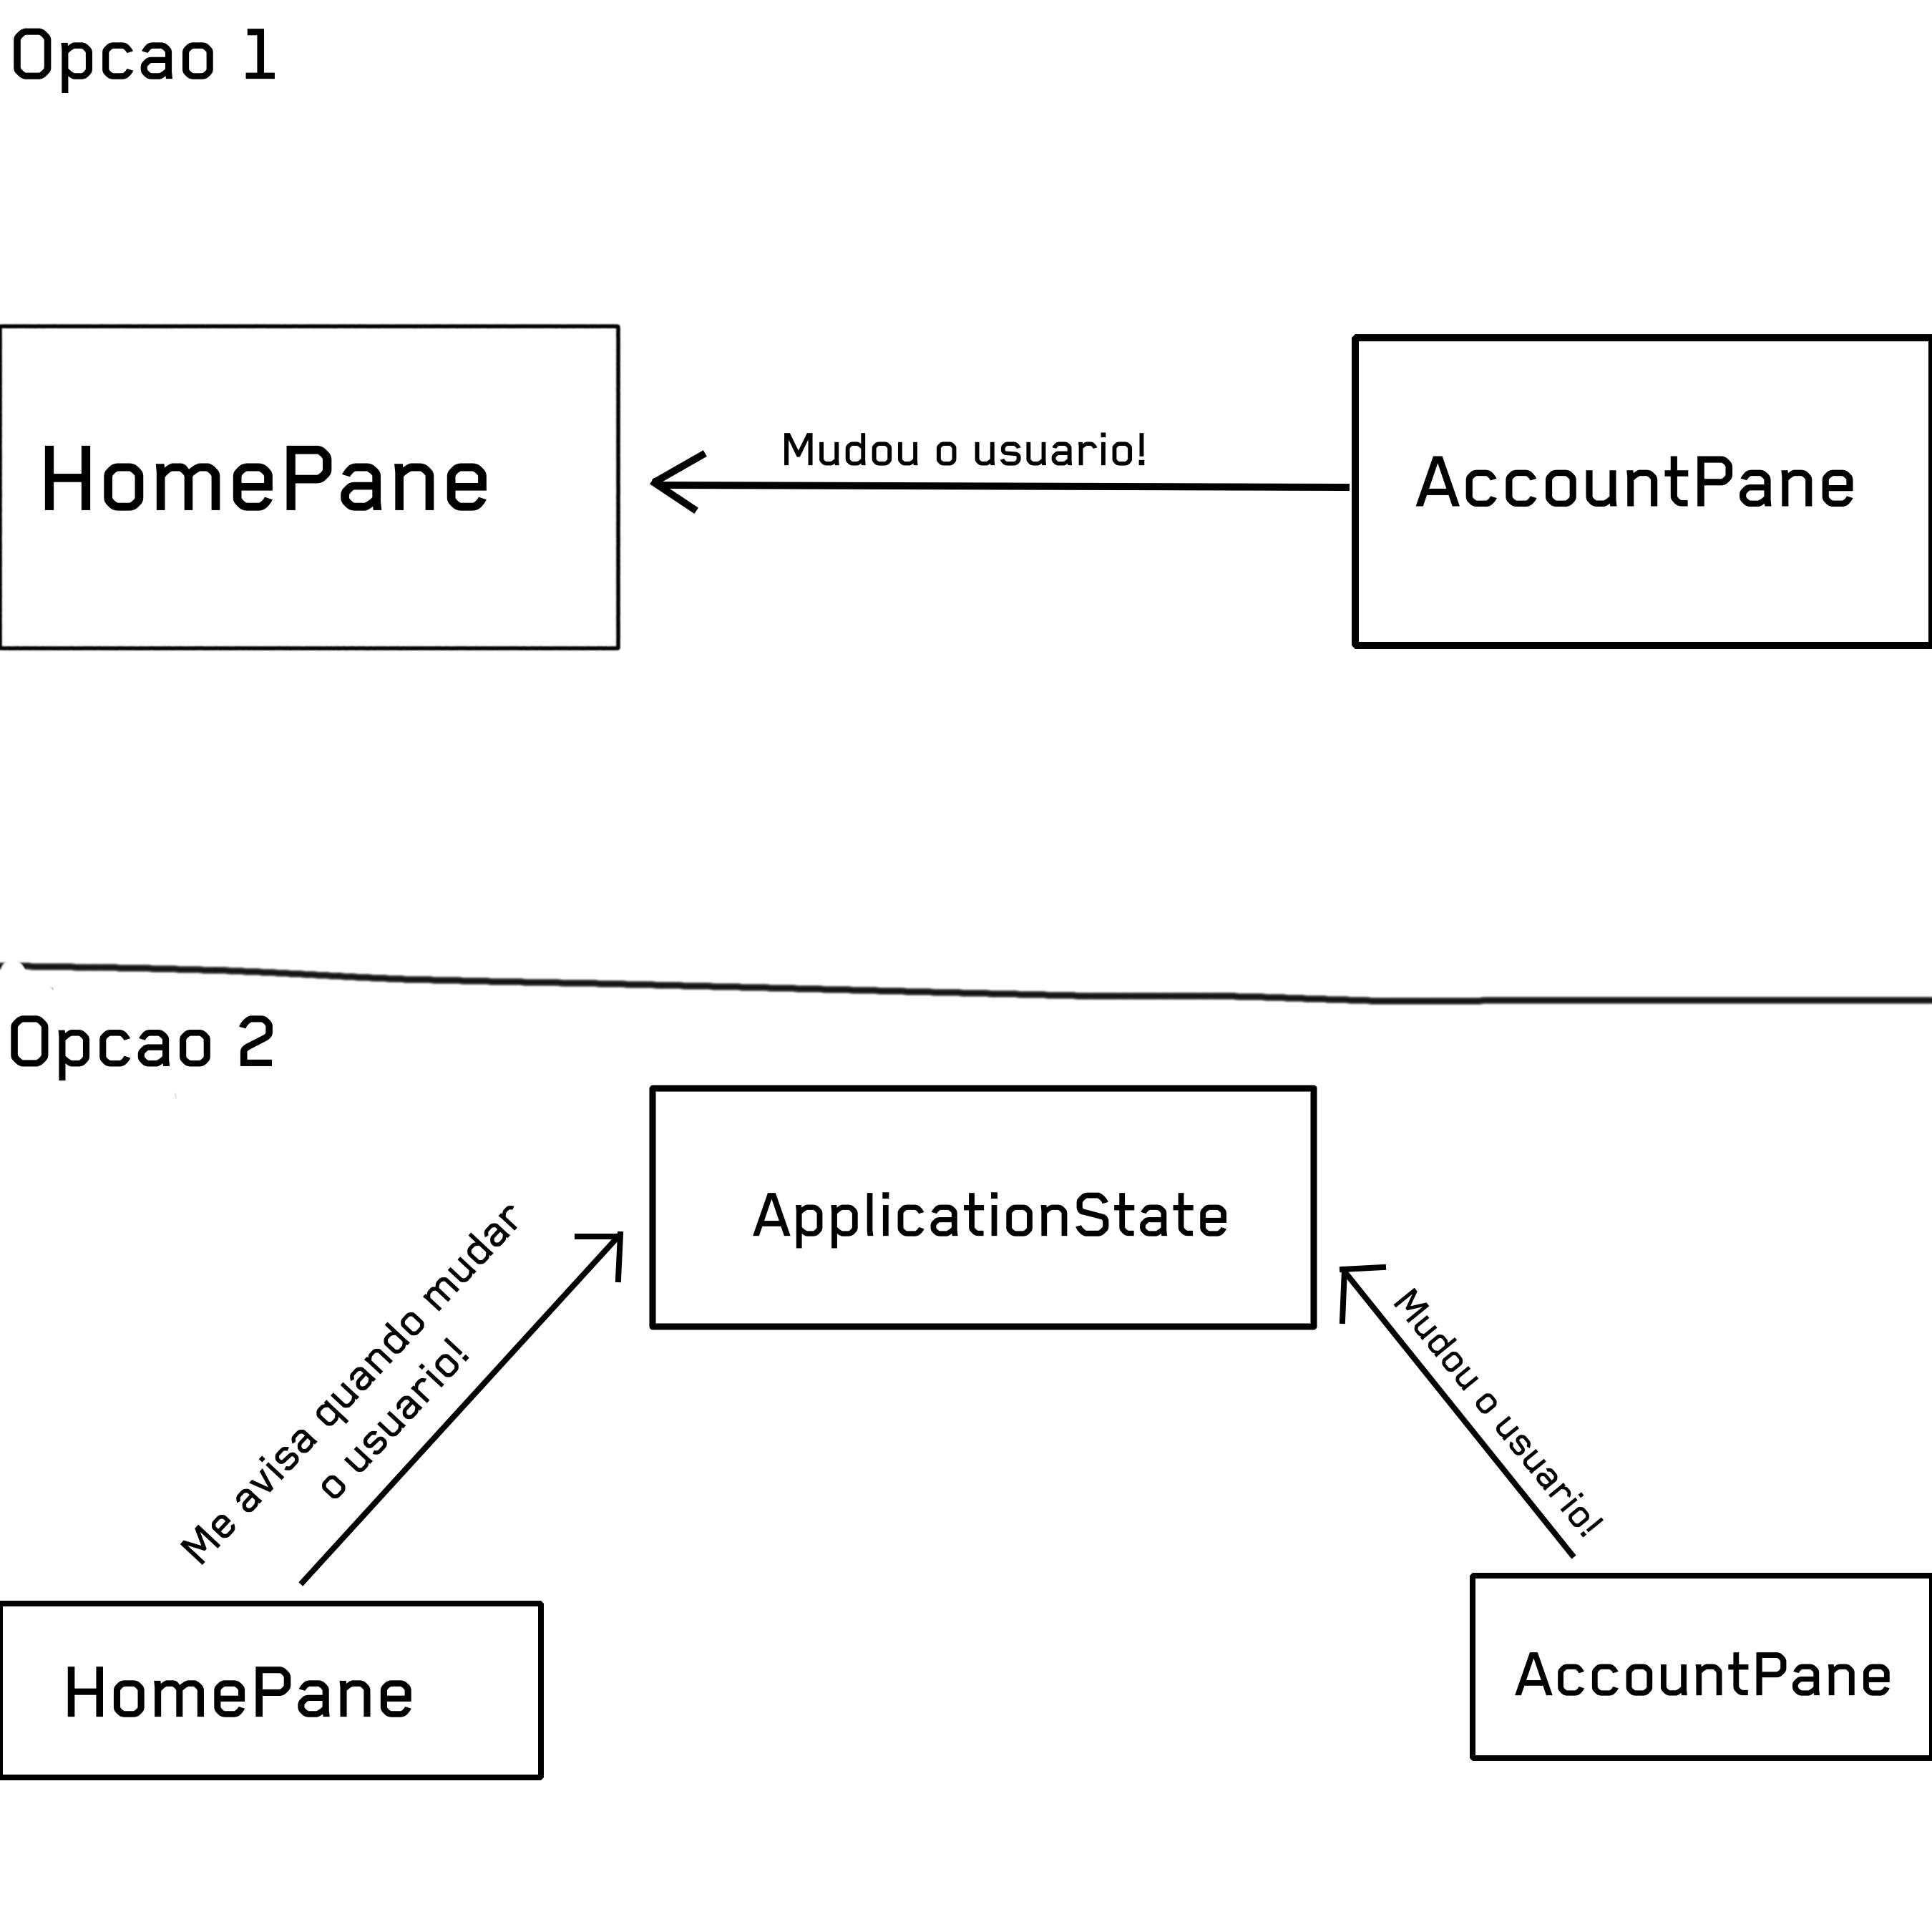 Opcao 1
HomePane
Mudou o usuario!
AccountPane
Opcao 2
ApplicationState
Me avisa quando mudar
o usuario!
Mudou o usuario!
HomePane
AccountPane